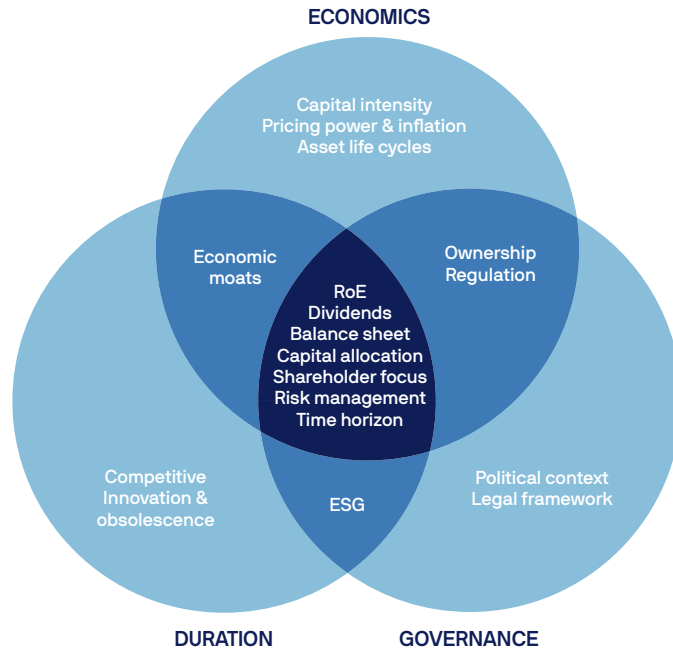 ECONOMICS
Capital intensity
Pricing power & inflation
Asset life cycles
Economic
moats
Ownership
Regulation
RoE
Dividends
Balance sheet
Capital allocation
Shareholder focus
Risk management
Time horizon
Competitive
Innovation &
obsolescence
ESG
Political context
Legal framework
DURATION
GOVERNANCE